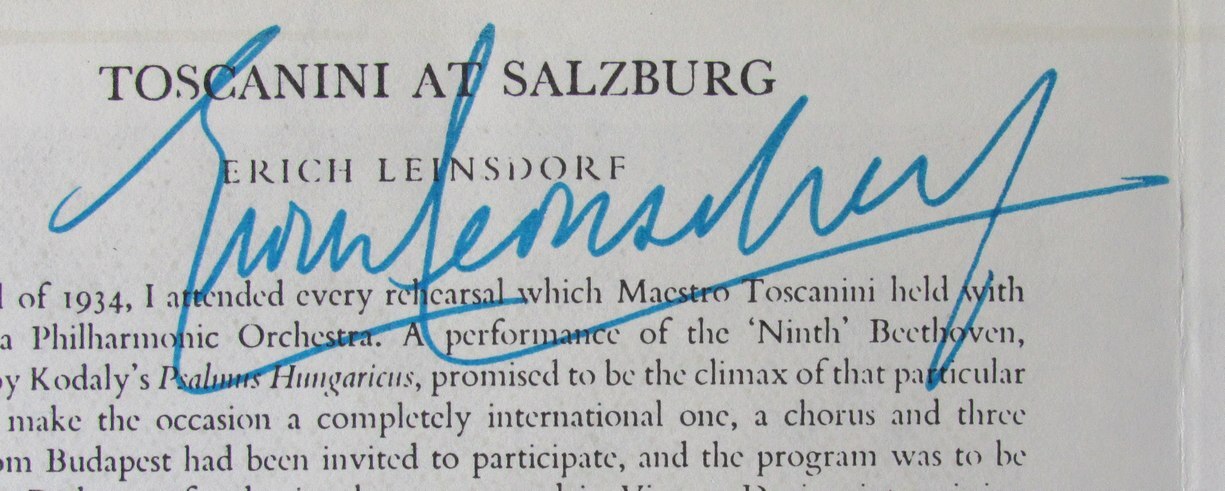 TOSCANINI AT SALZBURG
ERICH LEINSDORF
Erich Leinsdorf
of 1934, I attended every rehearsal which Maestro Toscanini held with
Philharmonic Orchestra. A performance of the ‘Ninth’ Beethoven,
Kodaly’s Psalmus Hungaricus, promised to be the climax of that particular
make the occasion a completely international one, a chorus and three
Budapest had been invited to participate, and the program was to be